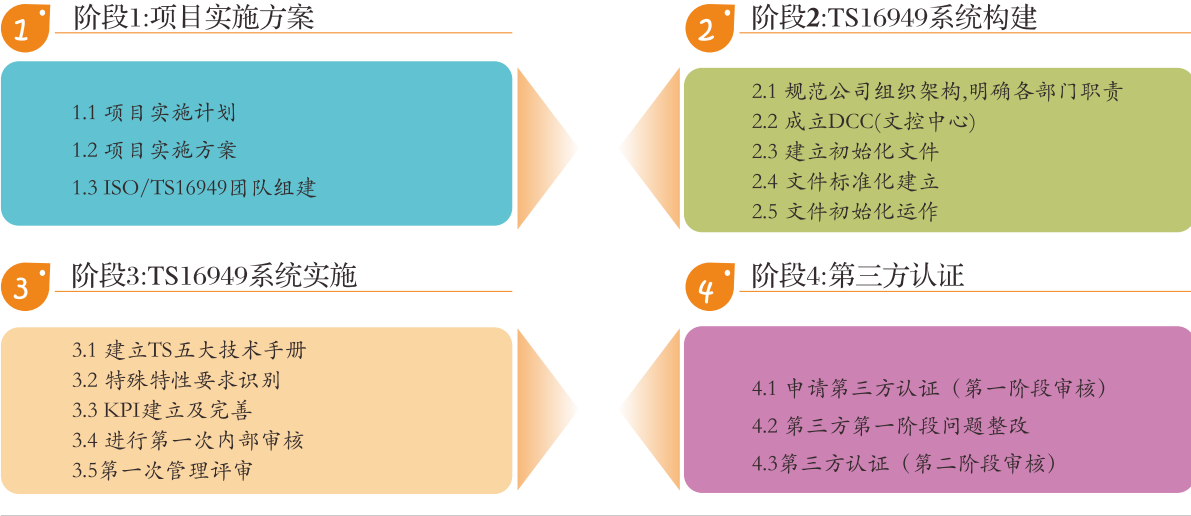 1
阶段1:项目实施方案
1.1 项目实施计划
1.2 项目实施方案
1.3 ISO/TS16949团队组建
2
阶段2:TS16949系统构建
2.1 规范公司组织架构,明确各部门职责
2.2 成立DCC(文控中心)
2.3 建立初始化文件
2.4 文件标准化建立
2.5 文件初始化运作
3
阶段3:TS16949系统实施
3.1 建立TS五大技术手册
3.2 特殊特性要求识别
3.3 KPI建立及完善
3.4 进行第一次内部审核
3.5第一次管理评审
4
阶段4:第三方认证
4.1 申请第三方认证（第一阶段审核）
4.2 第三方第一阶段问题整改
4.3第三方认证（第二阶段审核）